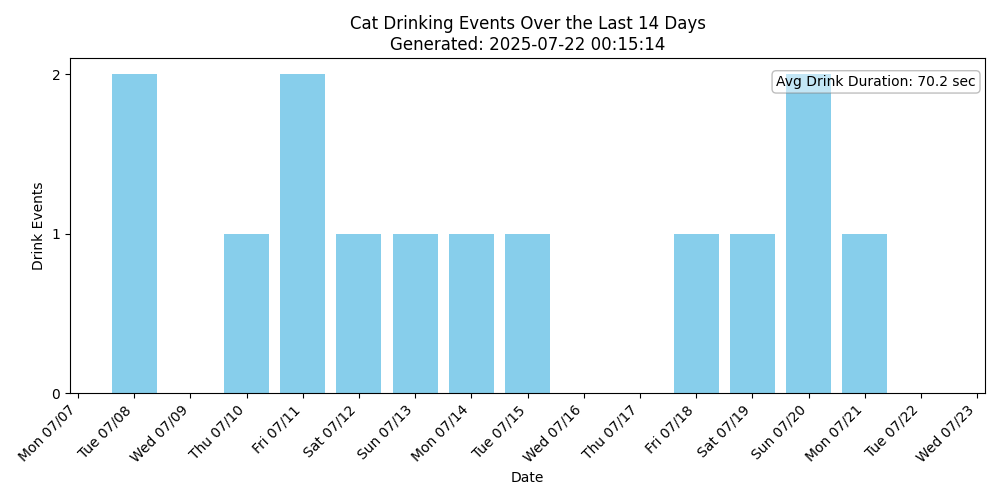 Cat Drinking Events Over the Last 14 Days
Generated: 2025-07-22 00:15:14
Avg Drink Duration: 70.2 sec
Drink Events
2
1
0
Mon 07/07
Tue 07/08
Wed 07/09
Thu 07/10
Fri 07/11
Sat 07/12
Sun 07/13
Mon 07/14
Tue 07/15
Wed 07/16
Thu 07/17
Fri 07/18
Sat 07/19
Sun 07/20
Mon 07/21
Tue 07/22
Wed 07/23
Date